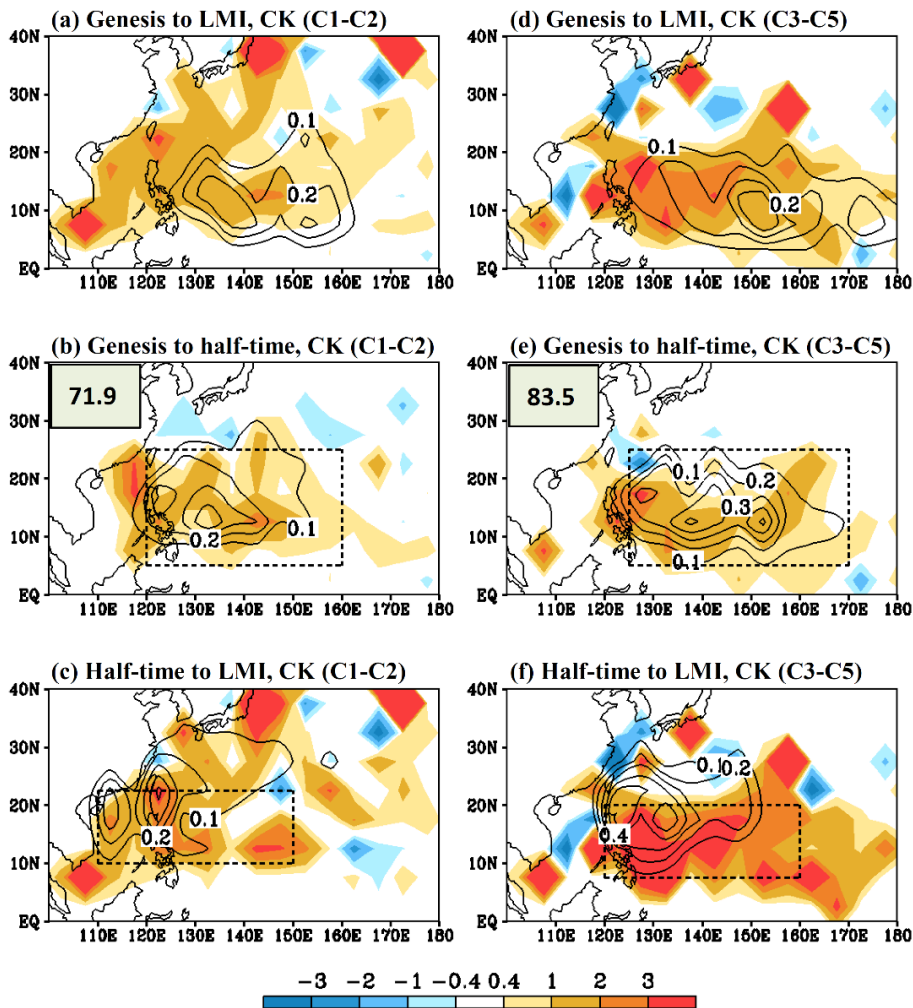 (a) Genesis to LMI, CK (C1-C2)
40N
30N
20N
10N
EQ
0.1
0.2
110E 120E 130E 140E 150E 160E 170E 180
(d) Genesis to LMI, CK (C3-C5)
40N
30N
20N
10N
EQ
0.1
0.2
110E 120E 130E 140E 150E 160E 170E 180
(b) Genesis to half-time, CK (C1-C2)
40N
30N
20N
10N
EQ
71.9
0.2
0.1
110E 120E 130E 140E 150E 160E 170E 180
(e) Genesis to half-time, CK (C3-C5)
40N
30N
20N
10N
EQ
83.5
0.1
0.2
0.3
0.1
110E 120E 130E 140E 150E 160E 170E 180
(c) Half-time to LMI, CK (C1-C2)
40N
30N
20N
10N
EQ
0.1
0.2
110E 120E 130E 140E 150E 160E 170E 180
(f) Half-time to LMI, CK (C3-C5)
40N
30N
20N
10N
EQ
0.1
0.2
0.4
110E 120E 130E 140E 150E 160E 170E 180
−3 −2 −1 −0.4 0.4 1 2 3